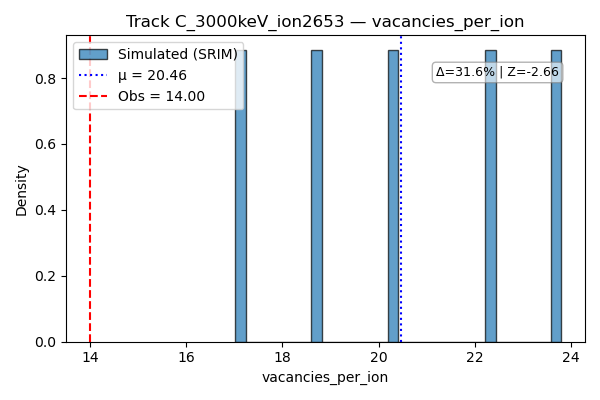 Track C_3000keV_ion2653 — vacancies_per_ion
Simulated (SRIM)
μ = 20.46
Obs = 14.00
Δ=31.6% | Z=-2.66
Density
0.8
0.6
0.4
0.2
0.0
14 16 18 20 22 24
vacancies_per_ion